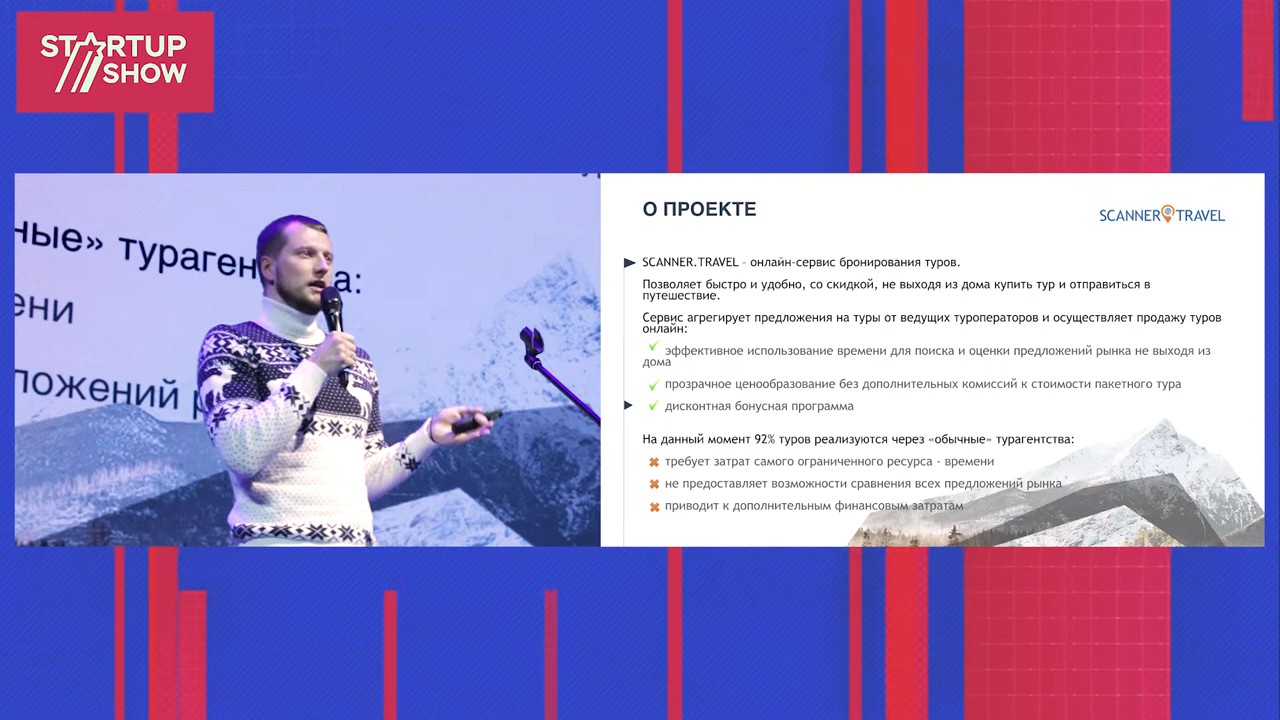 STARTUP
SHOW
ные» тураген а:
ени
ложений р
О ПРОЕКТЕ
SCANNER TRAVEL
SCANNER.TRAVEL – онлайн-сервис бронирования туров.
Позволяет быстро и удобно, со скидкой, не выходя из дома купить тур и отправиться в
путешествие.
Сервис агрегирует предложения на туры от ведущих туроператоров и осуществляет продажу туров
онлайн:
эффективное использование времени для поиска и оценки предложений рынка не выходя из
дома
прозрачное ценообразование без дополнительных комиссий к стоимости пакетного тура
дисконтная бонусная программа
На данный момент 92% туров реализуются через «обычные» турагентства:
требует затрат самого ограниченного ресурса - времени
не предоставляет возможности сравнения всех предложений рынка
приводит к дополнительным финансовым затратам